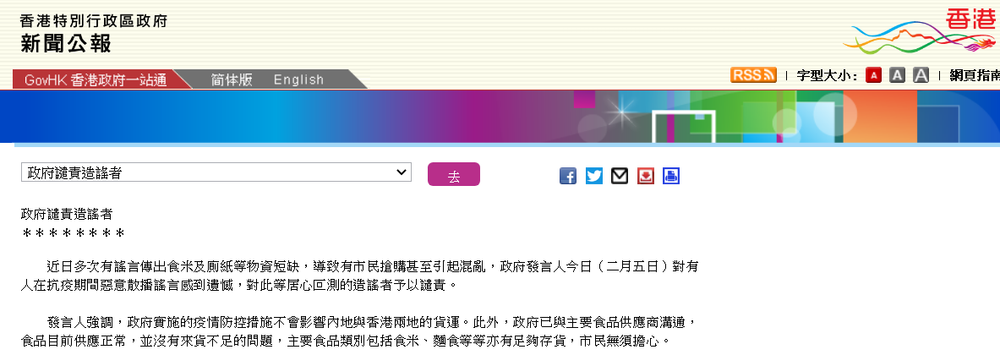 香港特別行政區政府
新聞公報
香港
GovHK 香港政府一站通 简体版 English
RSS | 字型大小： A A A | 網頁指南
政府譴責造謠者 去
政府譴責造謠者
＊＊＊＊＊＊＊＊
近日多次有謠言傳出食米及廁紙等物資短缺，導致有市民搶購甚至引起混亂，政府發言人今日（二月五日）對有
人在抗疫期間惡意散播謠言感到遺憾，對此等居心叵測的造謠者予以譴責。
發言人強調，政府實施的疫情防控措施不會影響內地與香港兩地的貨運。此外，政府已與主要食品供應商溝通，
食品目前供應正常，並沒有來貨不足的問題，主要食品類別包括食米、麵食等等亦有足夠存貨，市民無須擔心。